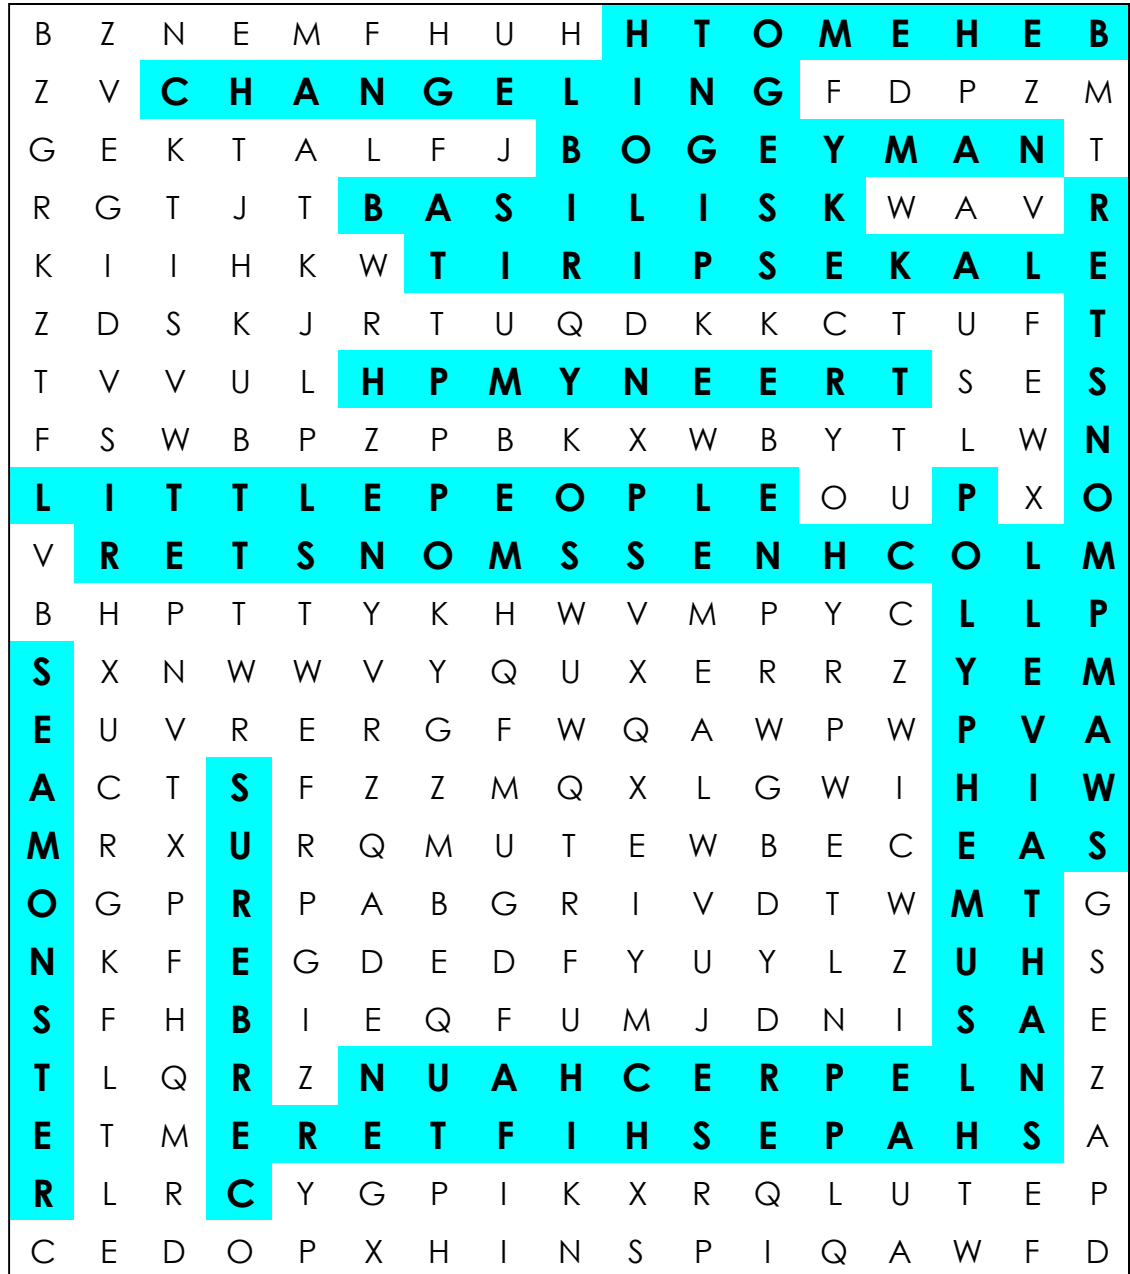 B Z N E M F H U H H T O M E H E B
Z V C H A N G E L I N G F D P Z M
G E K T A L F J B O G E Y M A N T
R G T J T B A S I L I S K W A V R
K I I H K W T I R I P S E K A L E
Z D S K J R T U Q D K K C T U F T
T V V U L H P M Y N E E R T S E S
F S W B P Z P B K X W B Y T L W N
L I T T L E P E O P L E O U P X O
V R E T S N O M S S E N H C O L M
B H P T T Y K H W V M P Y C L L P
S X N W W V Y Q U X E R R Z Y E M
E U V R E R G F W Q A W P W P V A
A C T S F Z Z M Q X L G W I H I W
M R X U R Q M U T E W B E C E A S
O G P R P A B G R I V D T W M T G
N K F E G D E D F Y U Y L Z U H S
S F H B I E Q F U M J D N I S A E
T L Q R Z N U A H C E R P E L N Z
E T M E R E T F I H S E P A H S A
R L R C Y G P I K X R Q L U T E P
C E D O P X H I N S P I Q A W F D